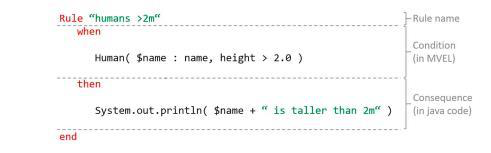 Rule “humans >2m“
Rule name
when
Condition
(in MVEL)
Human( $name : name, height > 2.0 )
then
Consequence
(in java code)
System.out.println( $name + “ is taller than 2m“ )
end